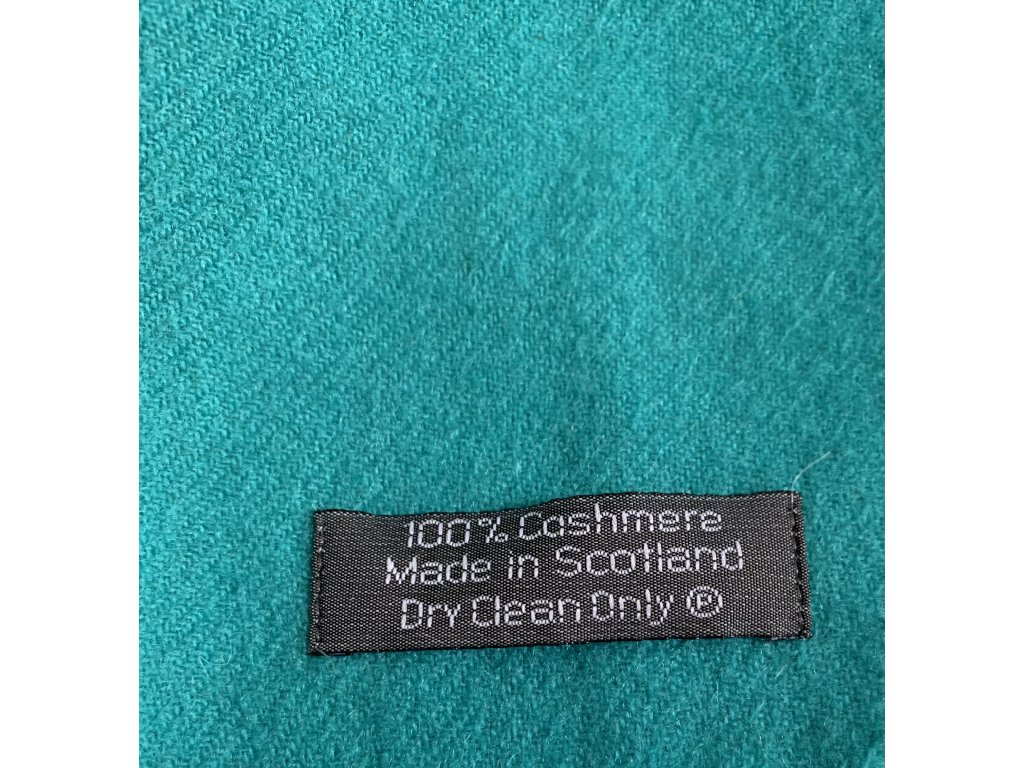 100% Cashmere
Made in Scotland
Dry Clean Only Ⓟ